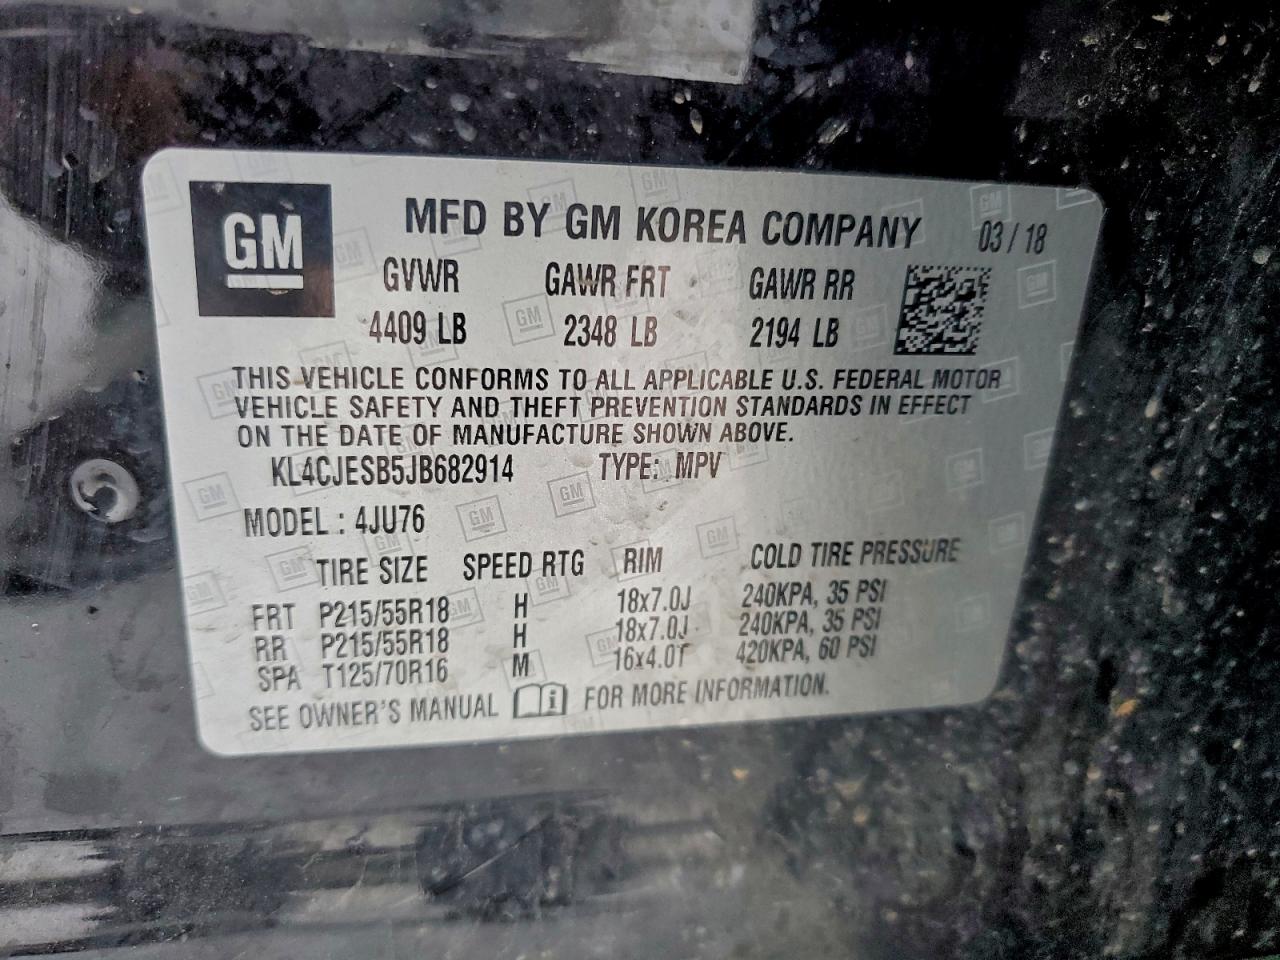 GM MFD BY GM KOREA COMPANY 03/18
GVWR GAWR FRT GAWR RR
4409 LB 2348 LB 2194 LB
THIS VEHICLE CONFORMS TO ALL APPLICABLE U.S. FEDERAL MOTOR
VEHICLE SAFETY AND THEFT PREVENTION STANDARDS IN EFFECT
ON THE DATE OF MANUFACTURE SHOWN ABOVE.
KL4CJESB5JB682914 TYPE: MPV
MODEL : 4JU76
TIRE SIZE SPEED RTG RIM COLD TIRE PRESSURE
FRT P215/55R18 H 18x7.0J 240KPA, 35 PSI
RR P215/55R18 H 18x7.0J 240KPA, 35 PSI
SPA T125/70R16 M 16x4.0T 420KPA, 60 PSI
SEE OWNER'S MANUAL FOR MORE INFORMATION.